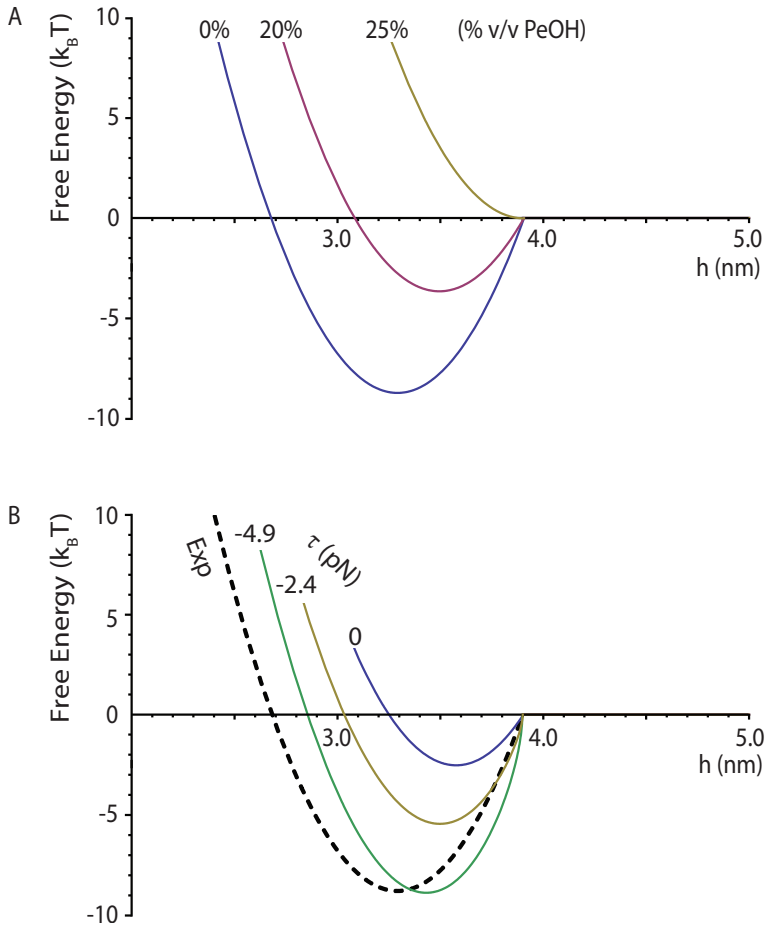 A
Free Energy (k_BT)
10
5
0
-5
-10
0% 20% 25% (% v/v PeOH)
3.0 4.0 5.0
h (nm)
B
Free Energy (k_BT)
10
5
0
-5
-10
Exp
-4.9
τ (pN)
-2.4
0
3.0 4.0 5.0
h (nm)